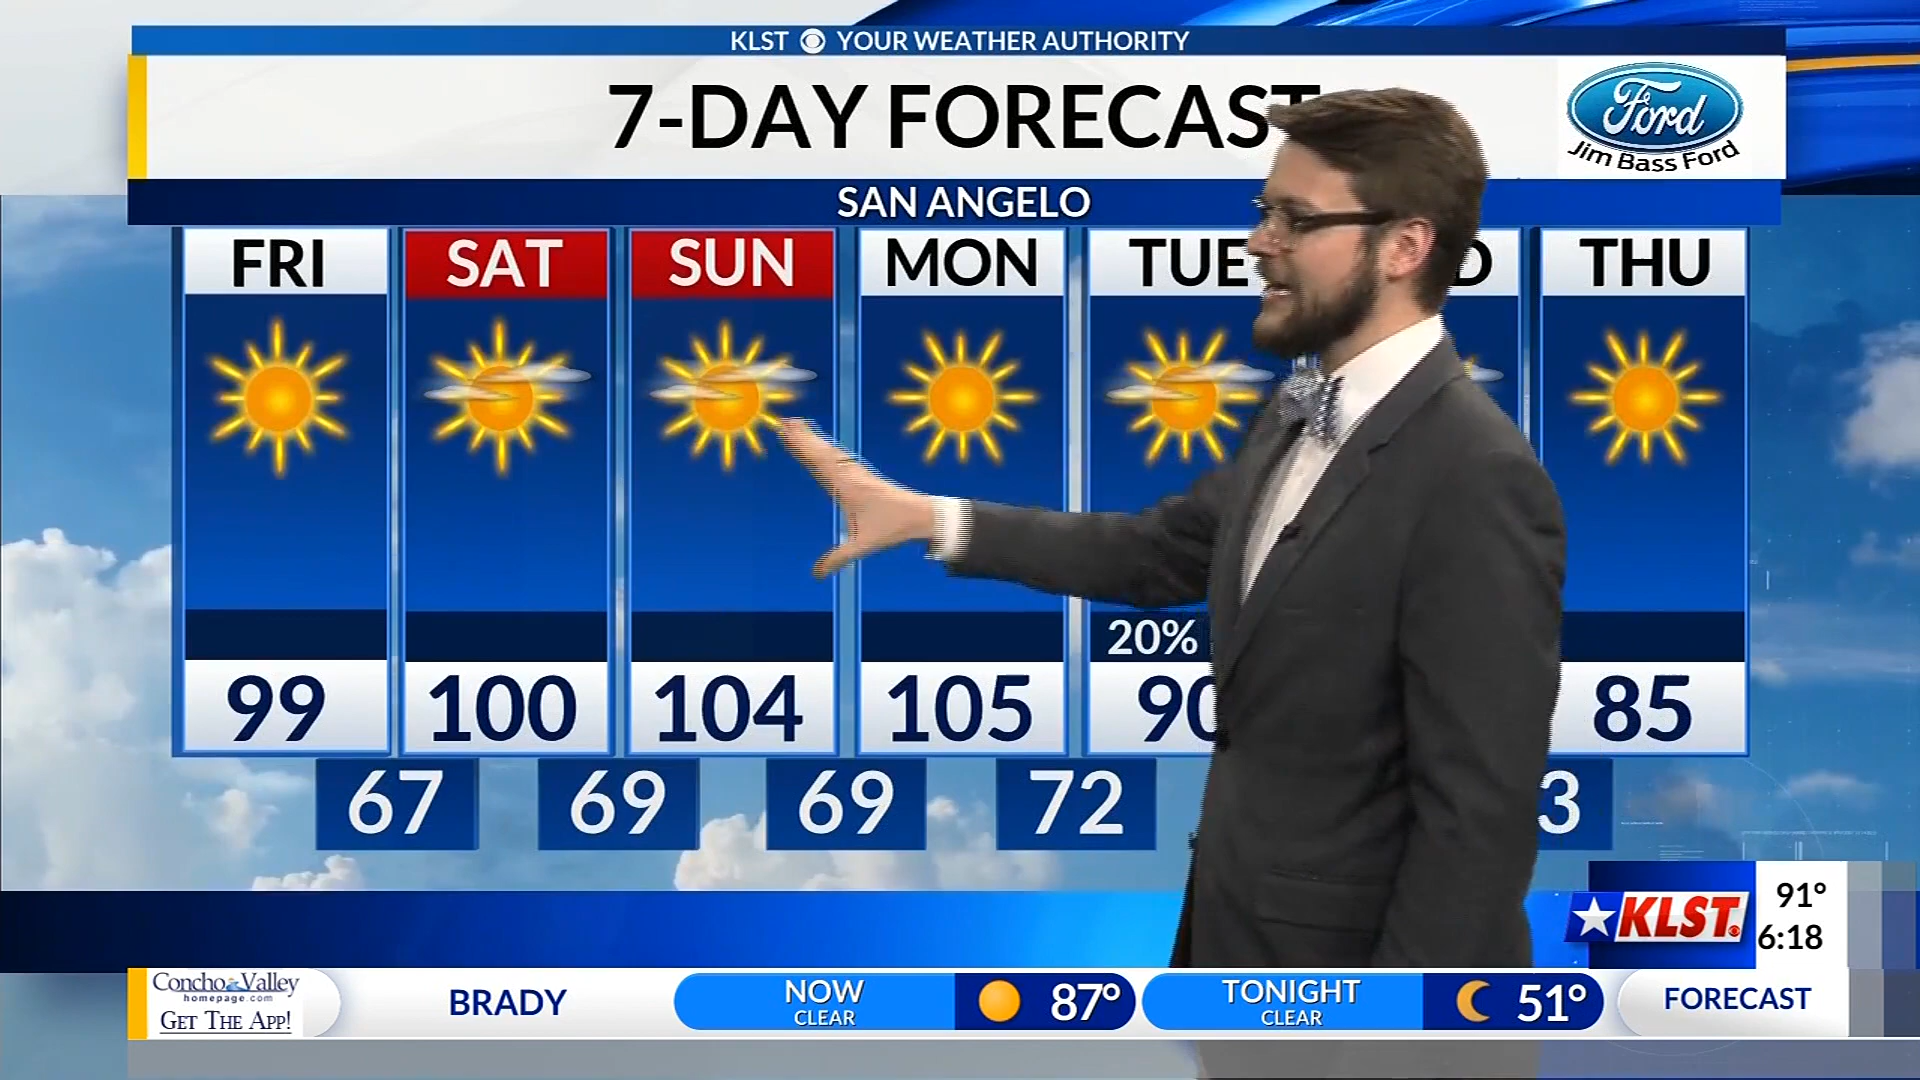 KLST YOUR WEATHER AUTHORITY
7-DAY FORECAST
Ford
Jim Bass Ford
SAN ANGELO
FRI SAT SUN MON TUE THU
20%
99 100 104 105 90 85
67 69 69 72
KLST
91°
6:18
Concho Valley
homepage.com
GET THE APP!
BRADY
NOW
CLEAR
87°
TONIGHT
CLEAR
51°
FORECAST